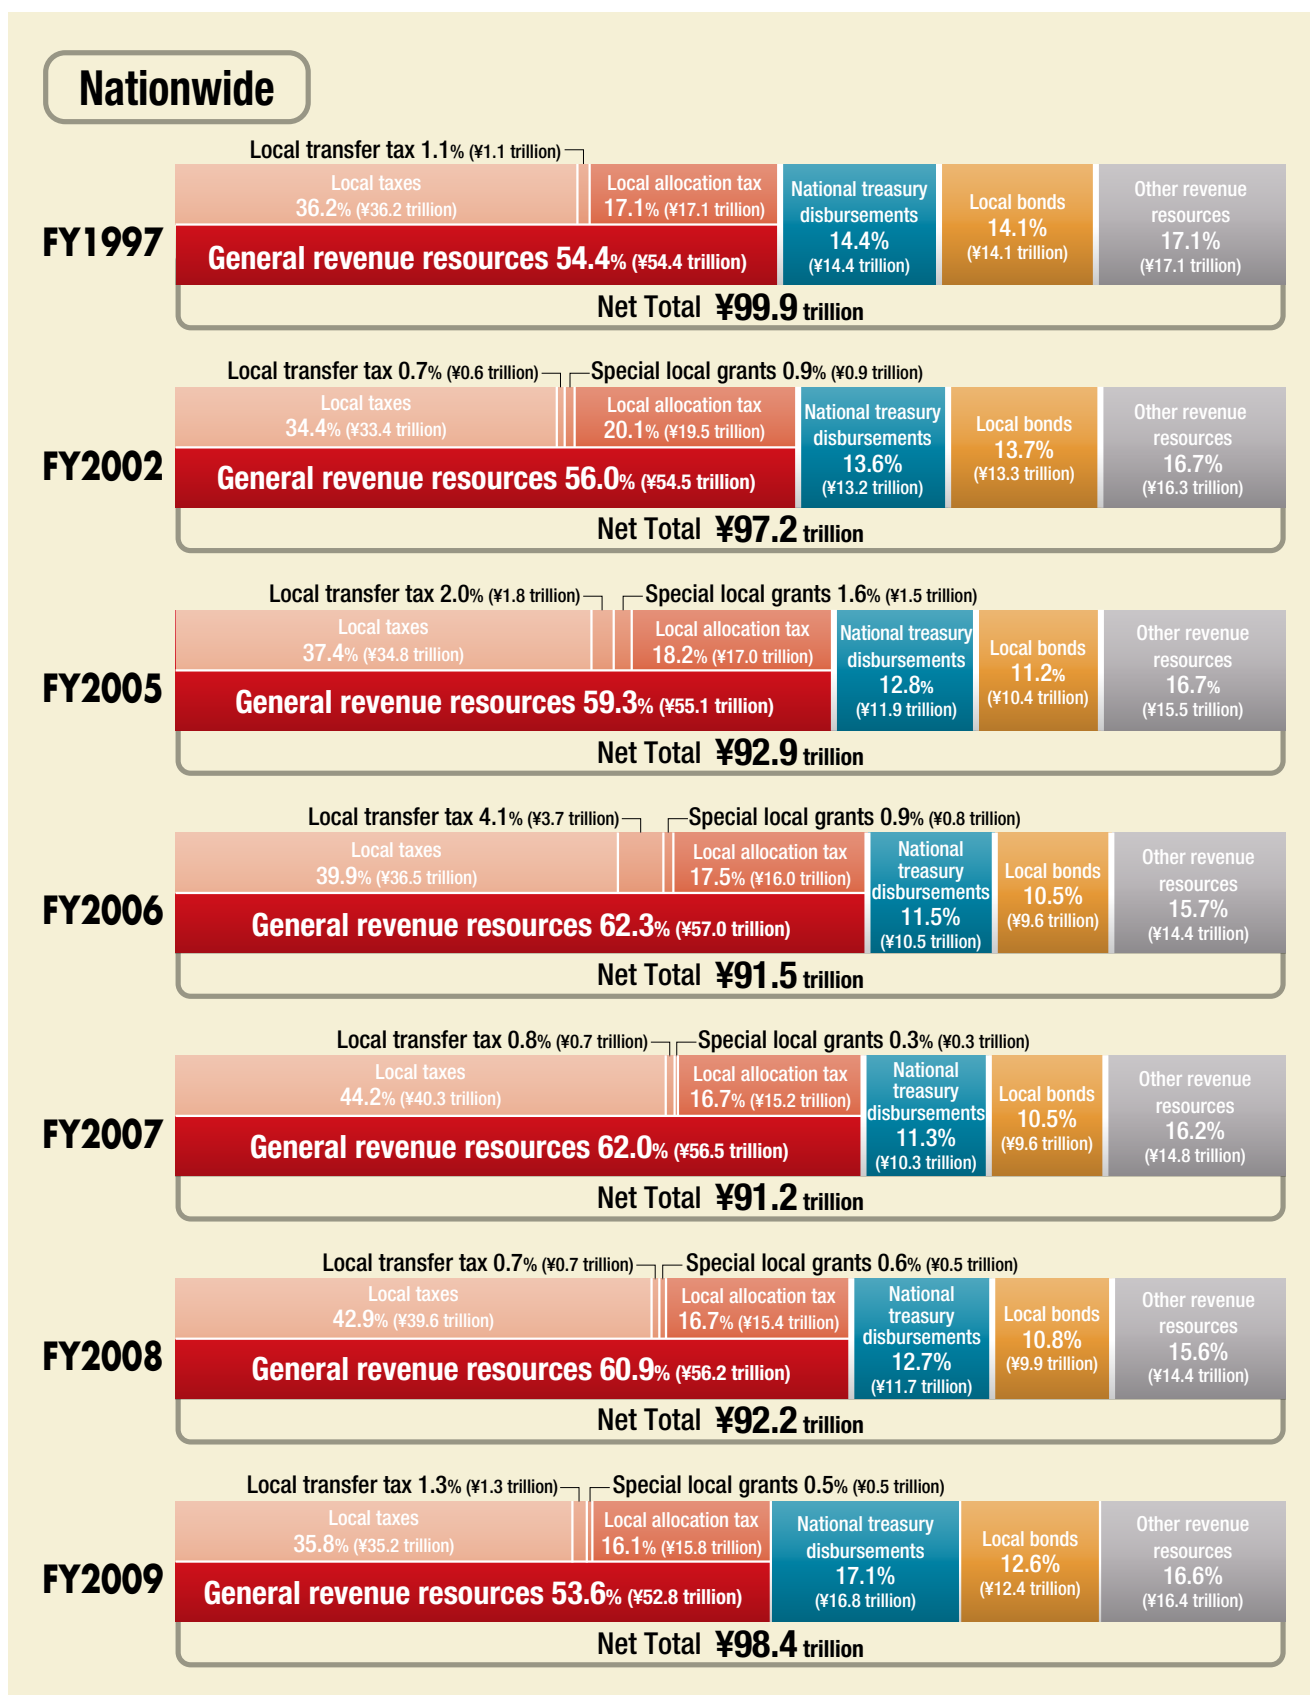 Nationwide
Local transfer tax 1.1% (¥1.1 trillion)
Local taxes
36.2% (¥36.2 trillion)
Local allocation tax
17.1% (¥17.1 trillion)
National treasury
disbursements
14.4%
(¥14.4 trillion)
Local bonds
14.1%
(¥14.1 trillion)
Other revenue
resources
17.1%
(¥17.1 trillion)
FY1997
General revenue resources 54.4% (¥54.4 trillion)
Net Total ¥99.9 trillion
Local transfer tax 0.7% (¥0.6 trillion)
Special local grants 0.9% (¥0.9 trillion)
Local taxes
34.4% (¥33.4 trillion)
Local allocation tax
20.1% (¥19.5 trillion)
National treasury
disbursements
13.6%
(¥13.2 trillion)
Local bonds
13.7%
(¥13.3 trillion)
Other revenue
resources
16.7%
(¥16.3 trillion)
FY2002
General revenue resources 56.0% (¥54.5 trillion)
Net Total ¥97.2 trillion
Local transfer tax 2.0% (¥1.8 trillion)
Special local grants 1.6% (¥1.5 trillion)
Local taxes
37.4% (¥34.8 trillion)
Local allocation tax
18.2% (¥17.0 trillion)
National treasury
disbursements
12.8%
(¥11.9 trillion)
Local bonds
11.2%
(¥10.4 trillion)
Other revenue
resources
16.7%
(¥15.5 trillion)
FY2005
General revenue resources 59.3% (¥55.1 trillion)
Net Total ¥92.9 trillion
Local transfer tax 4.1% (¥3.7 trillion)
Special local grants 0.9% (¥0.8 trillion)
Local taxes
39.9% (¥36.5 trillion)
Local allocation tax
17.5% (¥16.0 trillion)
National
treasury
disbursements
11.5%
(¥10.5 trillion)
Local bonds
10.5%
(¥9.6 trillion)
Other revenue
resources
15.7%
(¥14.4 trillion)
FY2006
General revenue resources 62.3% (¥57.0 trillion)
Net Total ¥91.5 trillion
Local transfer tax 0.8% (¥0.7 trillion)
Special local grants 0.3% (¥0.3 trillion)
Local taxes
44.2% (¥40.3 trillion)
Local allocation tax
16.7% (¥15.2 trillion)
National
treasury
disbursements
11.3%
(¥10.3 trillion)
Local bonds
10.5%
(¥9.6 trillion)
Other revenue
resources
16.2%
(¥14.8 trillion)
FY2007
General revenue resources 62.0% (¥56.5 trillion)
Net Total ¥91.2 trillion
Local transfer tax 0.7% (¥0.7 trillion)
Special local grants 0.6% (¥0.5 trillion)
Local taxes
42.9% (¥39.6 trillion)
Local allocation tax
16.7% (¥15.4 trillion)
National
treasury
disbursements
12.7%
(¥11.7 trillion)
Local bonds
10.8%
(¥9.9 trillion)
Other revenue
resources
15.6%
(¥14.4 trillion)
FY2008
General revenue resources 60.9% (¥56.2 trillion)
Net Total ¥92.2 trillion
Local transfer tax 1.3% (¥1.3 trillion)
Special local grants 0.5% (¥0.5 trillion)
Local taxes
35.8% (¥35.2 trillion)
Local allocation tax
16.1% (¥15.8 trillion)
National treasury
disbursements
17.1%
(¥16.8 trillion)
Local bonds
12.6%
(¥12.4 trillion)
Other revenue
resources
16.6%
(¥16.4 trillion)
FY2009
General revenue resources 53.6% (¥52.8 trillion)
Net Total ¥98.4 trillion